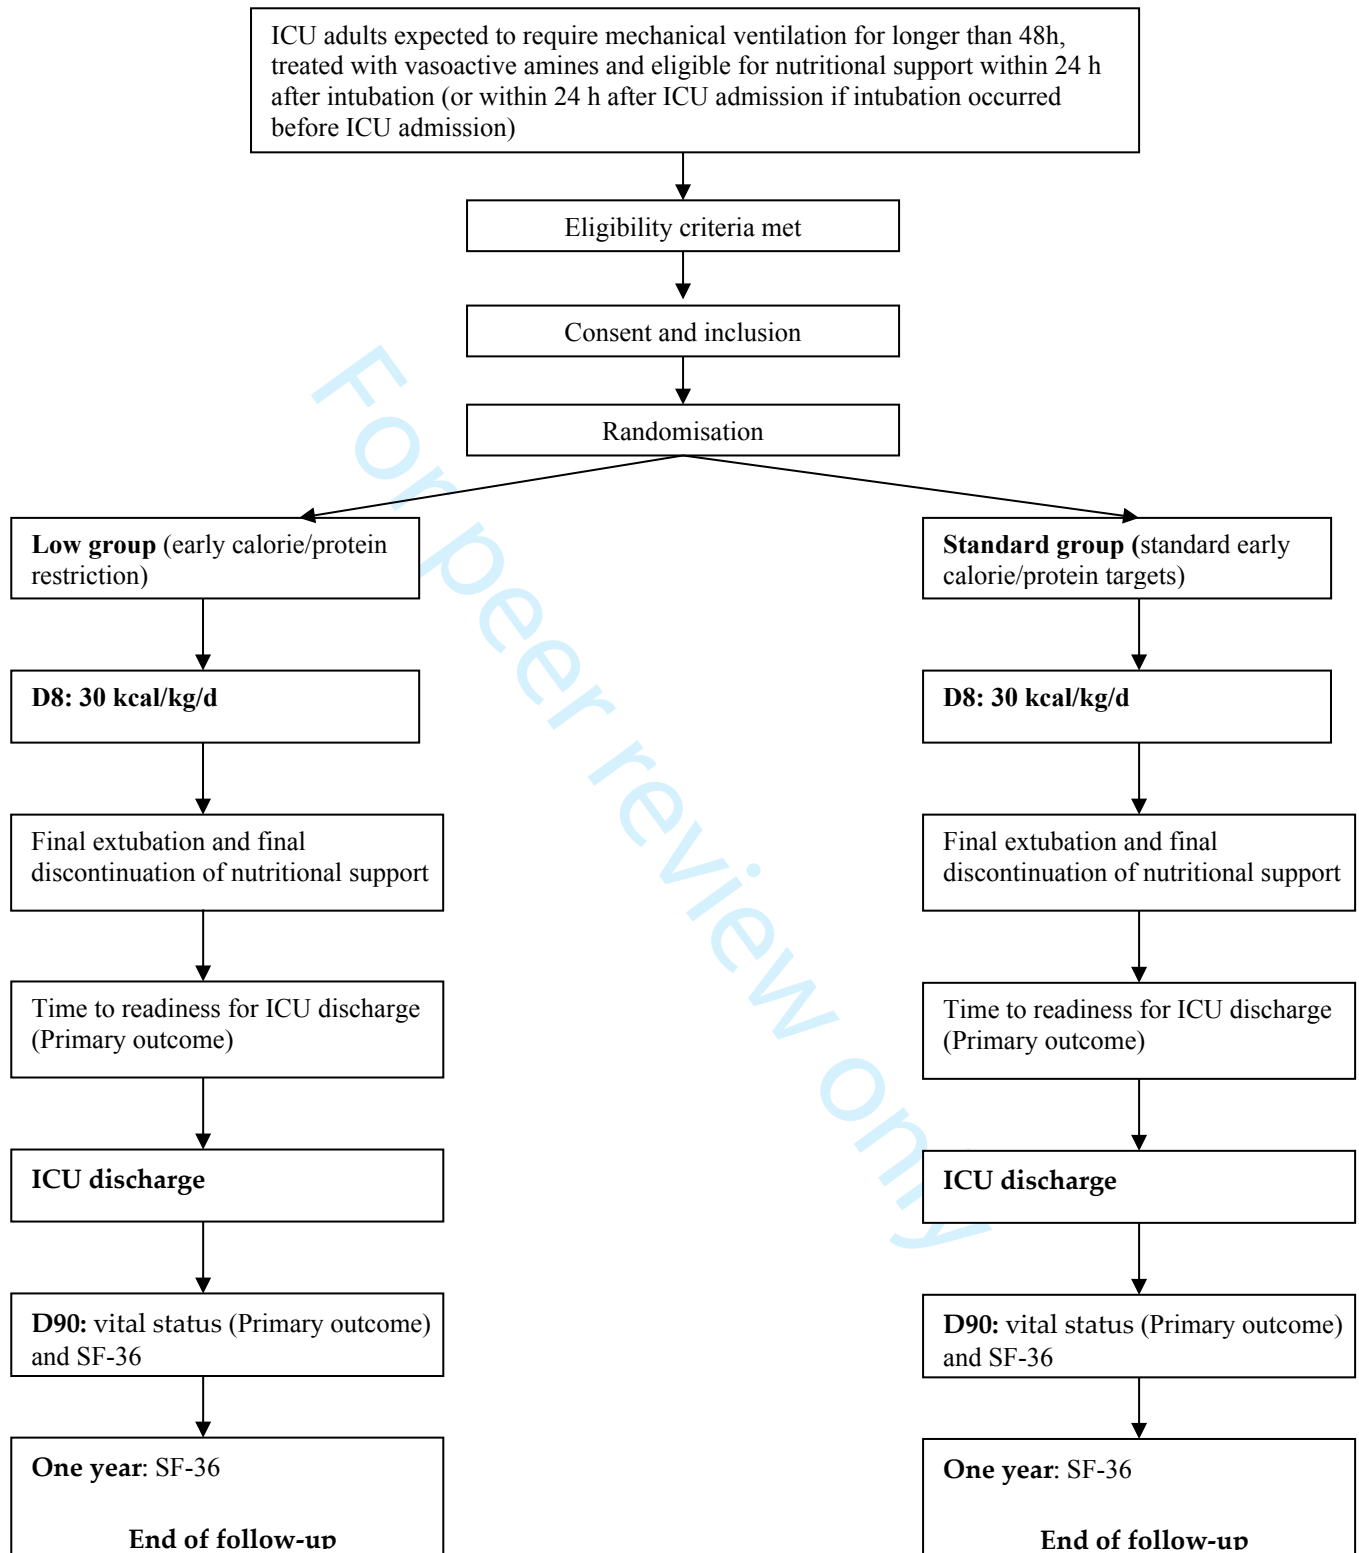 ICU adults expected to require mechanical ventilation for longer than 48h,
treated with vasoactive amines and eligible for nutritional support within 24 h
after intubation (or within 24 h after ICU admission if intubation occurred
before ICU admission)
Eligibility criteria met
Consent and inclusion
Randomisation
Low group (early calorie/protein
restriction)
D8: 30 kcal/kg/d
Final extubation and final
discontinuation of nutritional support
Time to readiness for ICU discharge
(Primary outcome)
ICU discharge
D90: vital status (Primary outcome)
and SF-36
One year: SF-36
End of follow-up
Standard group (standard early
calorie/protein targets)
D8: 30 kcal/kg/d
Final extubation and final
discontinuation of nutritional support
Time to readiness for ICU discharge
(Primary outcome)
ICU discharge
D90: vital status (Primary outcome)
and SF-36
One year: SF-36
End of follow-up
For peer review only